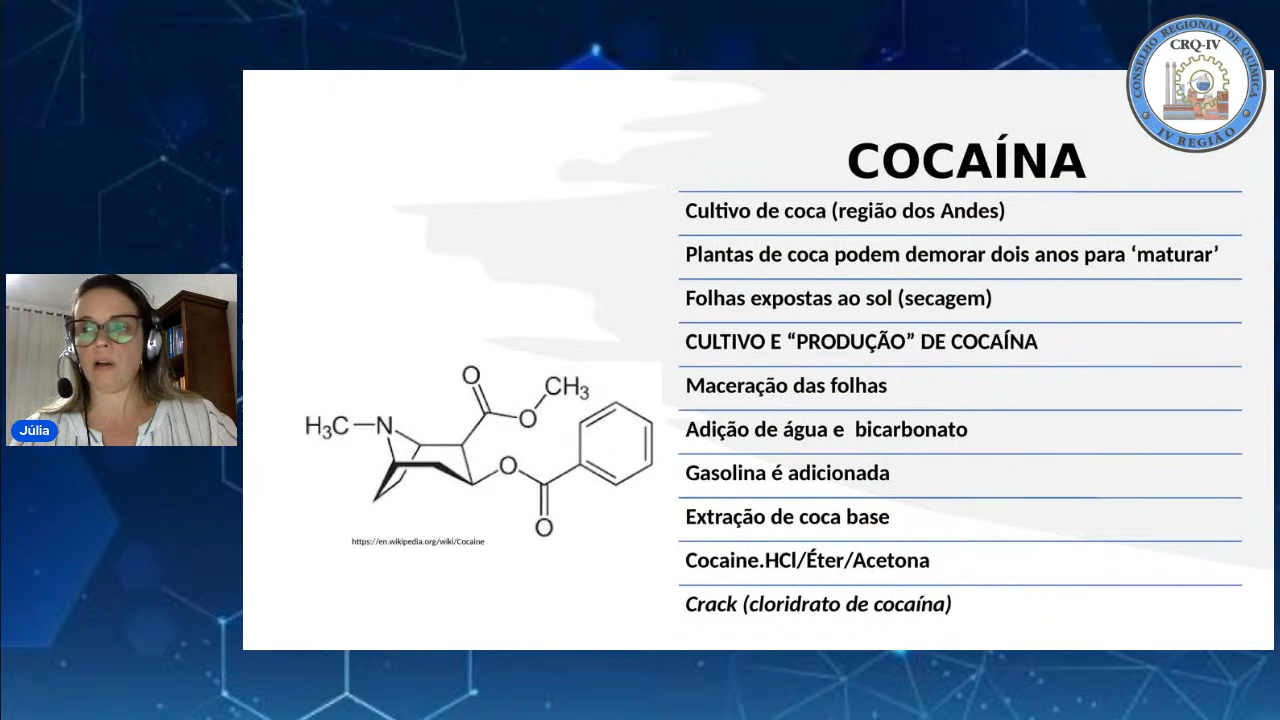 CONSELHO REGIONAL DE QUÍMICA
CRQ-IV
IV REGIÃO
COCAÍNA
Cultivo de coca (região dos Andes)
Plantas de coca podem demorar dois anos para ‘maturar’
Folhas expostas ao sol (secagem)
CULTIVO E “PRODUÇÃO” DE COCAÍNA
Maceração das folhas
Adição de água e  bicarbonato
Gasolina é adicionada
Extração de coca base
Cocaine.HCl/Éter/Acetona
Crack (cloridrato de cocaína)
O
CH₃
O
H₃C
N
O
O
https://en.wikipedia.org/wiki/Cocaine
Júlia